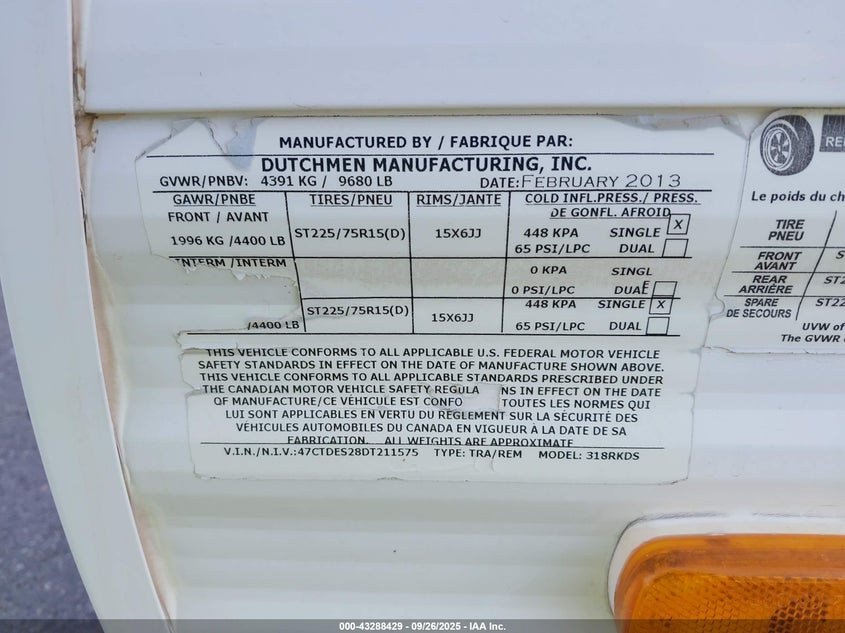 MANUFACTURED BY / FABRIQUE PAR:
DUTCHMEN MANUFACTURING, INC.
GVWR/PNBV: 4391 KG / 9680 LB DATE: FEBRUARY 2013
GAWR/PNBE TIRES/PNEU RIMS/JANTE COLD INFL.PRESS./ PRESS.
DE GONFL. AFROID
FRONT / AVANT
1996 KG /4400 LB ST225/75R15(D) 15X6JJ 448 KPA SINGLE X
65 PSI/LPC DUAL
INTERM /INTERM 0 KPA SINGL
0 PSI/LPC DUAL E
/4400 LB ST225/75R15(D) 15X6JJ 448 KPA SINGLE X
65 PSI/LPC DUAL
THIS VEHICLE CONFORMS TO ALL APPLICABLE U.S. FEDERAL MOTOR VEHICLE
SAFETY STANDARDS IN EFFECT ON THE DATE OF MANUFACTURE SHOWN ABOVE.
THIS VEHICLE CONFORMS TO ALL APPLICABLE STANDARDS PRESCRIBED UNDER
THE CANADIAN MOTOR VEHICLE SAFETY REGULA NS IN EFFECT ON THE DATE
OF MANUFACTURE/CE VÉHICULE EST CONFO TOUTES LES NORMES QUI
LUI SONT APPLICABLES EN VERTU DU RÈGLEMENT SUR LA SÉCURITÉ DES
VÉHICULES AUTOMOBILES DU CANADA EN VIGUEUR À LA DATE DE SA
FABRICATION. ALL WEIGHTS ARE APPROXIMATE
V.I.N./N.I.V.: 47CTDES28DT211575 TYPE: TRA/REM MODEL: 318RKDS
Le poids du
TIRE
PNEU
FRONT
AVANT
REAR
ARRIÈRE
SPARE
DE SECOURS
UVW of
The GVWR
000-43288429 - 09/26/2025 - IAA Inc.